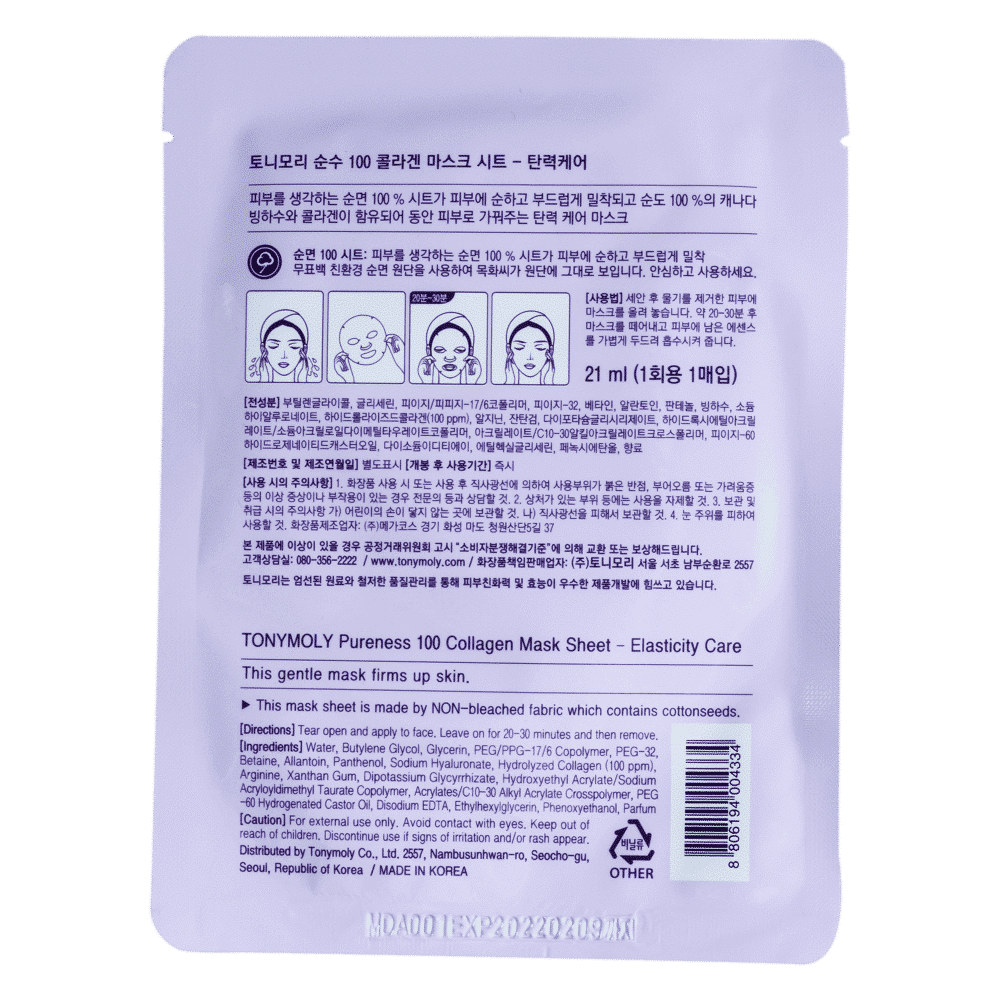 토니모리 순수 100 콜라겐 마스크 시트 - 탄력케어
피부를 생각하는 순면 100 % 시트가 피부에 순하고 부드럽게 밀착되고 순도 100 %의 캐나다
빙하수와 콜라겐이 함유되어 동안 피부로 가꿔주는 탄력 케어 마스크
순면 100 시트: 피부를 생각하는 순면 100 % 시트가 피부에 순하고 부드럽게 밀착
무표백 친환경 순면 원단을 사용하여 목화씨가 원단에 그대로 보입니다. 안심하고 사용하세요.
20분-30분
[사용법] 세안 후 물기를 제거한 피부에
마스크를 올려 놓습니다. 약 20-30분 후
마스크를 떼어내고 피부에 남은 에센스
를 가볍게 두드려 흡수시켜 줍니다.
21 ml (1회용 1매입)
[전성분] 부틸렌글라이콜, 글리세린, 피이지/피피지-17/6코폴리머, 피이지-32, 베타인, 알란토인, 판테놀, 빙하수, 소듐
하이알루로네이트, 하이드롤라이즈드콜라겐(100 ppm), 알지닌, 잔탄검, 다이포타슘글리시리제이트, 하이드록시에틸아크릴
레이트/소듐아크릴로일다이메틸타우레이트코폴리머, 아크릴레이트/C10-30알킬아크릴레이트크로스폴리머, 피이지-60
하이드로제네이티드캐스터오일, 다이소듐이디티에이, 에틸헥실글리세린, 페녹시에탄올, 향료
[제조번호 및 제조연월일] 별도표시 [개봉 후 사용기간] 즉시
[사용 시의 주의사항] 1. 화장품 사용 시 또는 사용 후 직사광선에 의하여 사용부위가 붉은 반점, 부어오름 또는 가려움증
등의 이상 증상이나 부작용이 있는 경우 전문의 등과 상담할 것. 2. 상처가 있는 부위 등에는 사용을 자제할 것. 3. 보관 및
취급 시의 주의사항 가) 어린이의 손이 닿지 않는 곳에 보관할 것. 나) 직사광선을 피해서 보관할 것. 4. 눈 주위를 피하여
사용할 것. 화장품제조업자: (주)메가코스 경기 화성 마도 청원산단5길 37
본 제품에 이상이 있을 경우 공정거래위원회 고시 "소비자분쟁해결기준"에 의해 교환 또는 보상해드립니다.
고객상담실: 080-356-2222 / www.tonymoly.com / 화장품책임판매업자: (주)토니모리 서울 서초 남부순환로 2557
토니모리는 엄선된 원료와 철저한 품질관리를 통해 피부친화력 및 효능이 우수한 제품개발에 힘쓰고 있습니다.
TONYMOLY Pureness 100 Collagen Mask Sheet - Elasticity Care
This gentle mask firms up skin.
▶ This mask sheet is made by NON-bleached fabric which contains cottonseeds.
[Directions] Tear open and apply to face. Leave on for 20-30 minutes and then remove.
[Ingredients] Water, Butylene Glycol, Glycerin, PEG/PPG-17/6 Copolymer, PEG-32,
Betaine, Allantoin, Panthenol, Sodium Hyaluronate, Hydrolyzed Collagen (100 ppm),
Arginine, Xanthan Gum, Dipotassium Glycyrrhizate, Hydroxyethyl Acrylate/Sodium
Acryloyldimethyl Taurate Copolymer, Acrylates/C10-30 Alkyl Acrylate Crosspolymer, PEG
-60 Hydrogenated Castor Oil, Disodium EDTA, Ethylhexylglycerin, Phenoxyethanol, Parfum
[Caution] For external use only. Avoid contact with eyes. Keep out of
reach of children. Discontinue use if signs of irritation and/or rash appear.
Distributed by Tonymoly Co., Ltd. 2557, Nambusunhwan-ro, Seocho-gu,
Seoul, Republic of Korea / MADE IN KOREA
비닐류
OTHER
8 806194 004334
MDA001EXP20220209까지